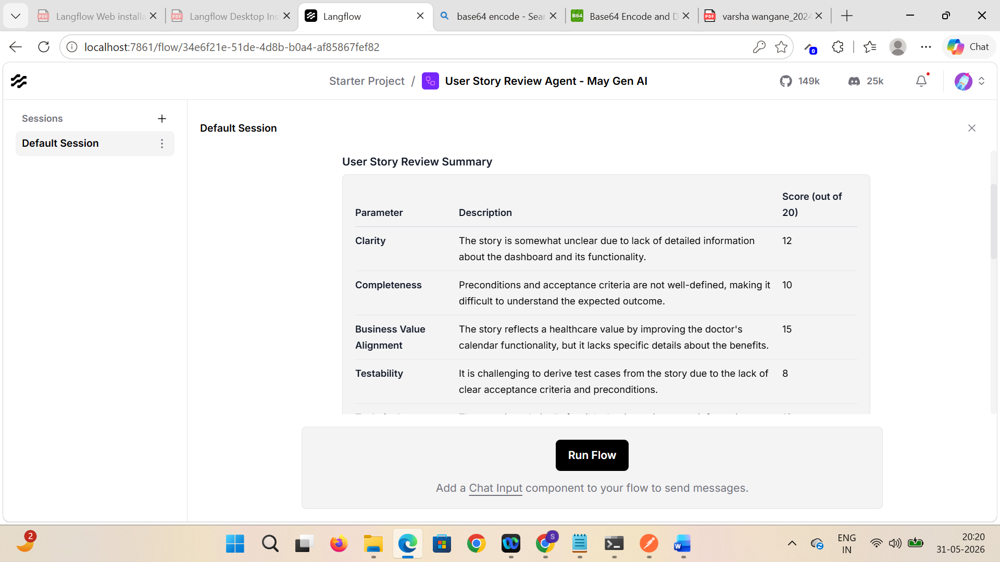 Langflow Web installa
Langflow Desktop Ins
Langflow
base64 encode - Sear
B64
Base64 Encode and D
varsha wangane_2024
localhost:7861/flow/34e6f21e-51de-4d8b-b0a4-af85867fef82
0
Chat
Starter Project / User Story Review Agent - May Gen AI
149k
25k
Sessions
Default Session
Default Session
User Story Review Summary
Score (out of
Parameter Description 20)
Clarity The story is somewhat unclear due to lack of detailed information 12
about the dashboard and its functionality.
Completeness Preconditions and acceptance criteria are not well-defined, making it 10
difficult to understand the expected outcome.
Business Value The story reflects a healthcare value by improving the doctor's 15
Alignment calendar functionality, but it lacks specific details about the benefits.
Testability It is challenging to derive test cases from the story due to the lack of 8
clear acceptance criteria and preconditions.
Run Flow
Add a Chat Input component to your flow to send messages.
2
S
ENG
IN
20:20
31-05-2026